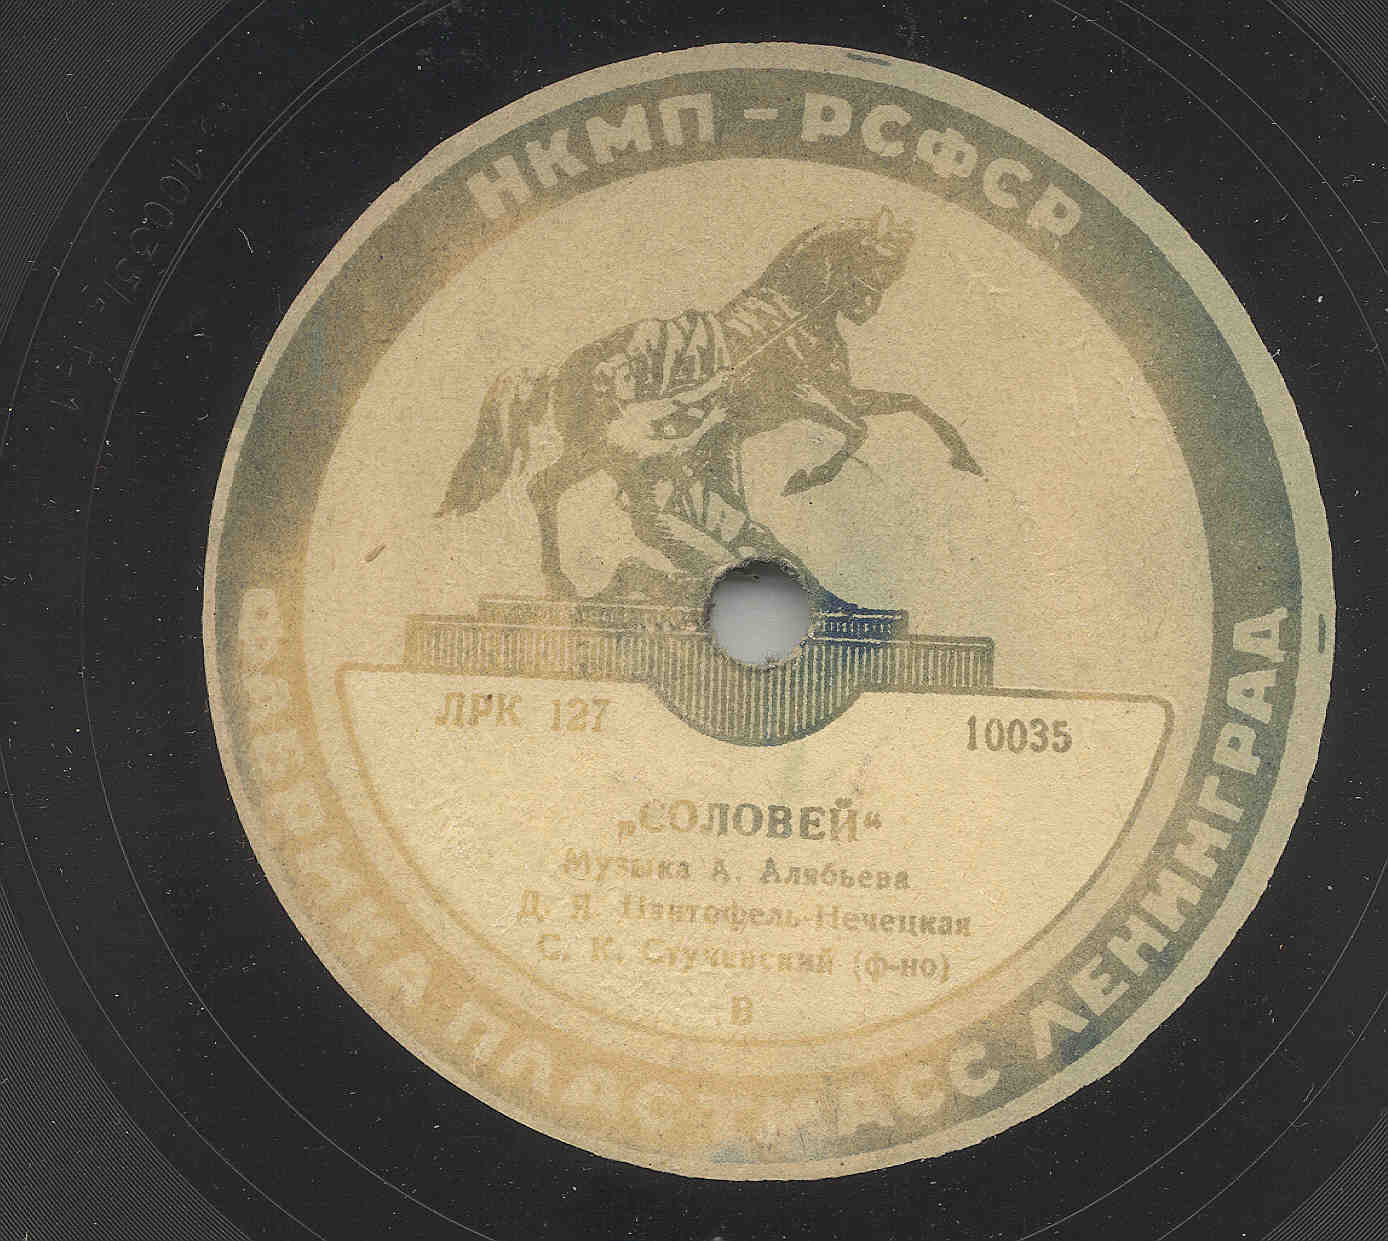 НКМП - РСФСР
ФАБРИКА ПЛАСТМАСС ЛЕНИНГРАД
ЛРК 127
10035
„СОЛОВЕЙ“
Музыка А. Алябьева
Д. Я. Пантофель-Нечецкая
С. К. Стучевский (ф-но)
В